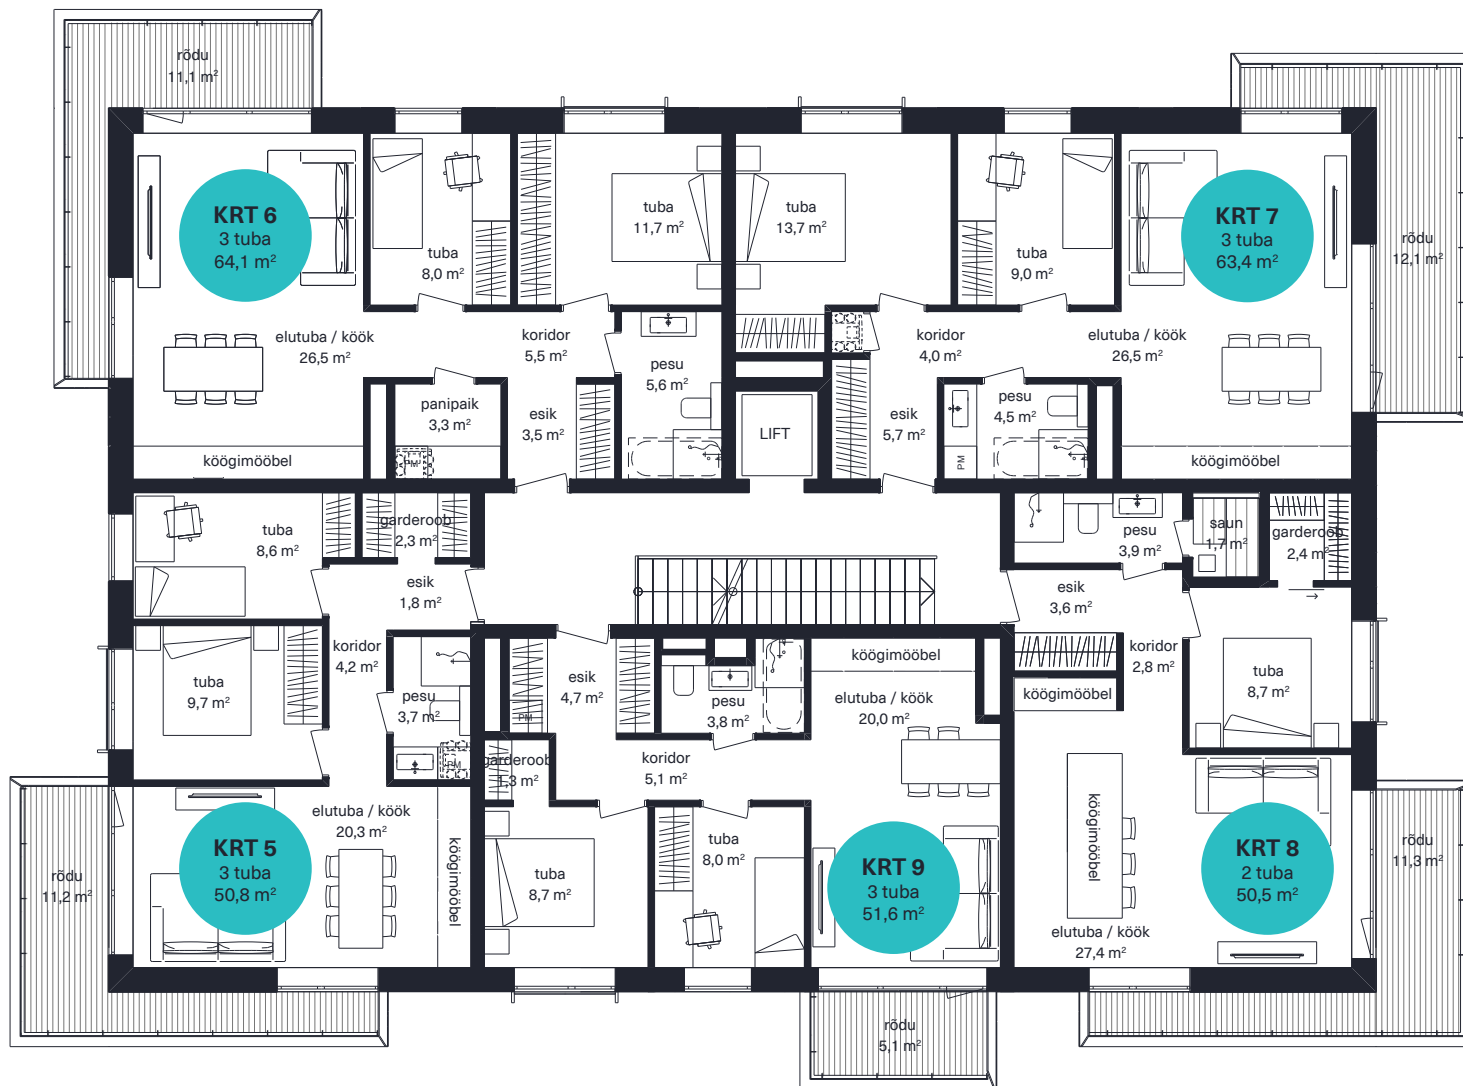 rõdu
11,1 m²
KRT 6
3 tuba
64,1 m²
tuba
8,0 m²
tuba
11,7 m²
tuba
13,7 m²
tuba
9,0 m²
KRT 7
3 tuba
63,4 m²
rõdu
12,1 m²
elutuba / köök
26,5 m²
koridor
5,5 m²
pesu
5,6 m²
koridor
4,0 m²
elutuba / köök
26,5 m²
panipaik
3,3 m²
PM
esik
3,5 m²
LIFT
esik
5,7 m²
pesu
4,5 m²
PM
köögimööbel
köögimööbel
tuba
8,6 m²
garderoob
2,3 m²
esik
1,8 m²
pesu
3,9 m²
saun
1,7 m²
garderoob
2,4 m²
esik
3,6 m²
tuba
9,7 m²
koridor
4,2 m²
pesu
3,7 m²
PM
esik
4,7 m²
PM
pesu
3,8 m²
köögimööbel
elutuba / köök
20,0 m²
koridor
2,8 m²
köögimööbel
tuba
8,7 m²
garderoob
1,3 m²
koridor
5,1 m²
elutuba / köök
20,3 m²
KRT 5
3 tuba
50,8 m²
rõdu
11,2 m²
köögimööbel
tuba
8,7 m²
tuba
8,0 m²
KRT 9
3 tuba
51,6 m²
köögimööbel
elutuba / köök
27,4 m²
KRT 8
2 tuba
50,5 m²
rõdu
11,3 m²
rõdu
5,1 m²